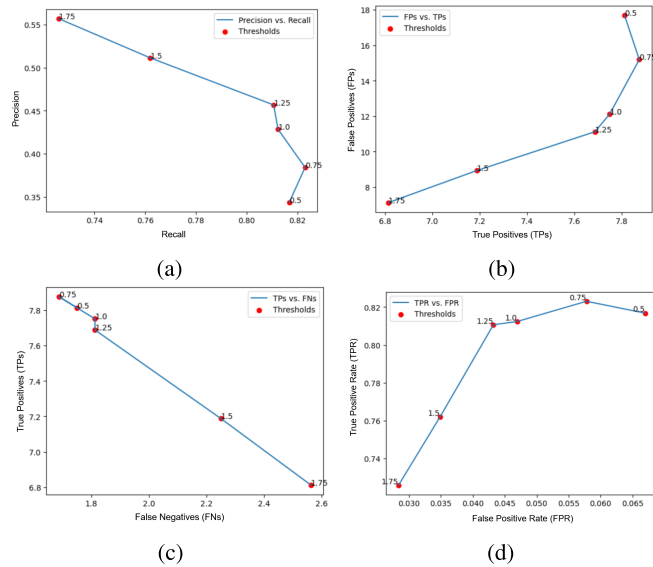 Precision vs. Recall
Thresholds
1.75
1.5
1.25
1.0
0.75
0.5
0.55
0.50
0.45
0.40
0.35
Precision
0.74 0.76 0.78 0.80 0.82
Recall
(a)
FPs vs. TPs
Thresholds
0.5
0.75
1.0
1.25
1.5
1.75
18
16
14
12
10
8
False Positives (FPs)
6.8 7.0 7.2 7.4 7.6 7.8
True Positives (TPs)
(b)
TPs vs. FNs
Thresholds
0.75
0.5
1.0
1.25
1.5
1.75
7.8
7.6
7.4
7.2
7.0
6.8
True Positives (TPs)
1.8 2.0 2.2 2.4 2.6
False Negatives (FNs)
(c)
TPR vs. FPR
Thresholds
0.75
0.5
1.25
1.0
1.5
1.75
0.82
0.80
0.78
0.76
0.74
True Positive Rate (TPR)
0.030 0.035 0.040 0.045 0.050 0.055 0.060 0.065
False Positive Rate (FPR)
(d)